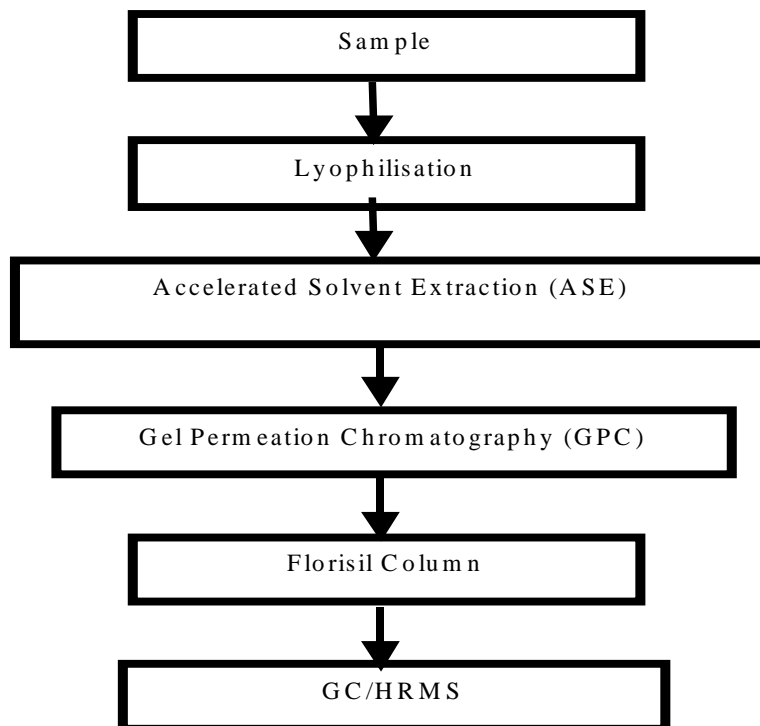 Sample
Lyophilisation
Accelerated Solvent Extraction (ASE)
Gel Permeation Chromatography (GPC)
Florisil Column
GC/HRMS